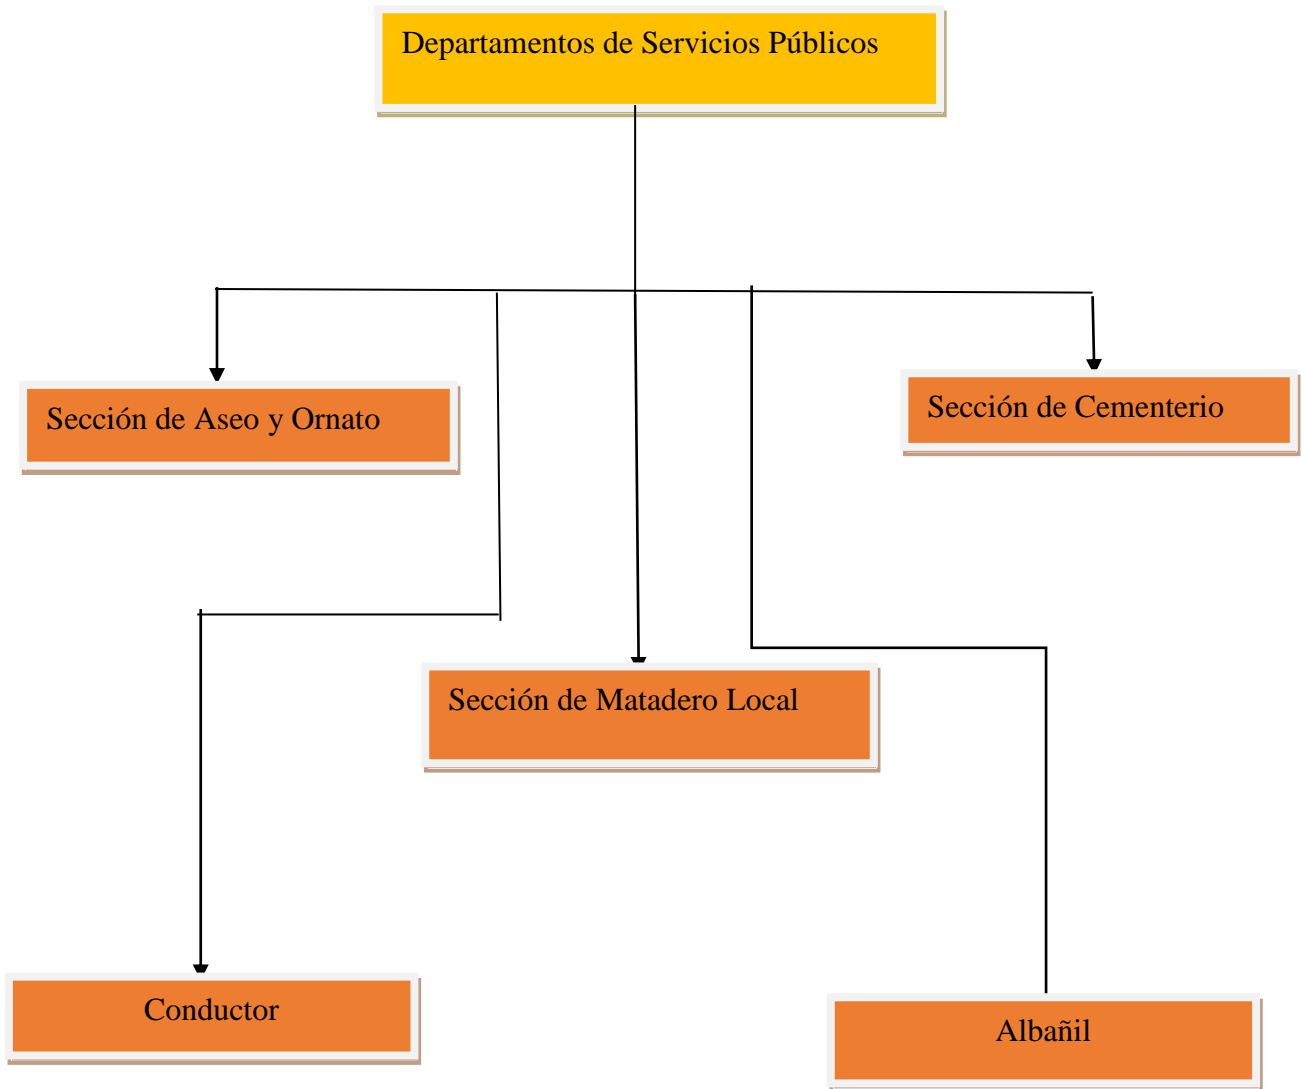 Departamentos de Servicios Públicos
Sección de Aseo y Ornato
Sección de Cementerio
Sección de Matadero Local
Conductor
Albañil